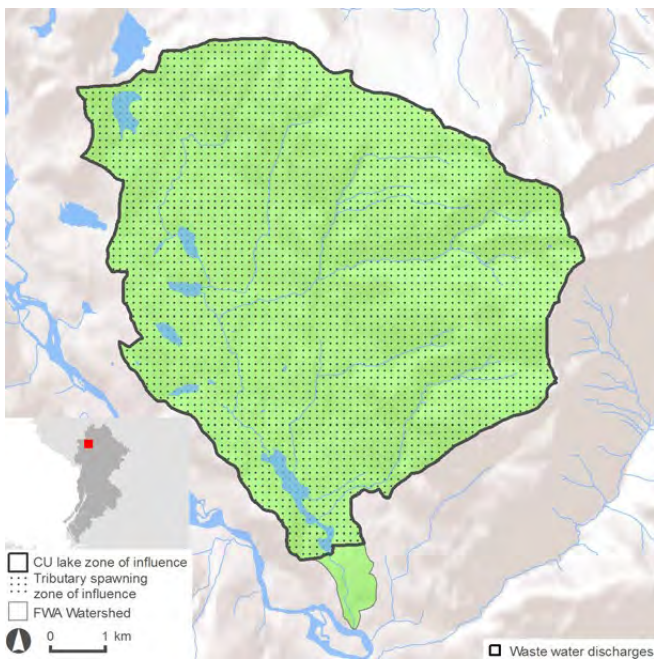 CU lake zone of influence
Tributary spawning
zone of influence
FWA Watershed
0 1 km
Waste water discharges